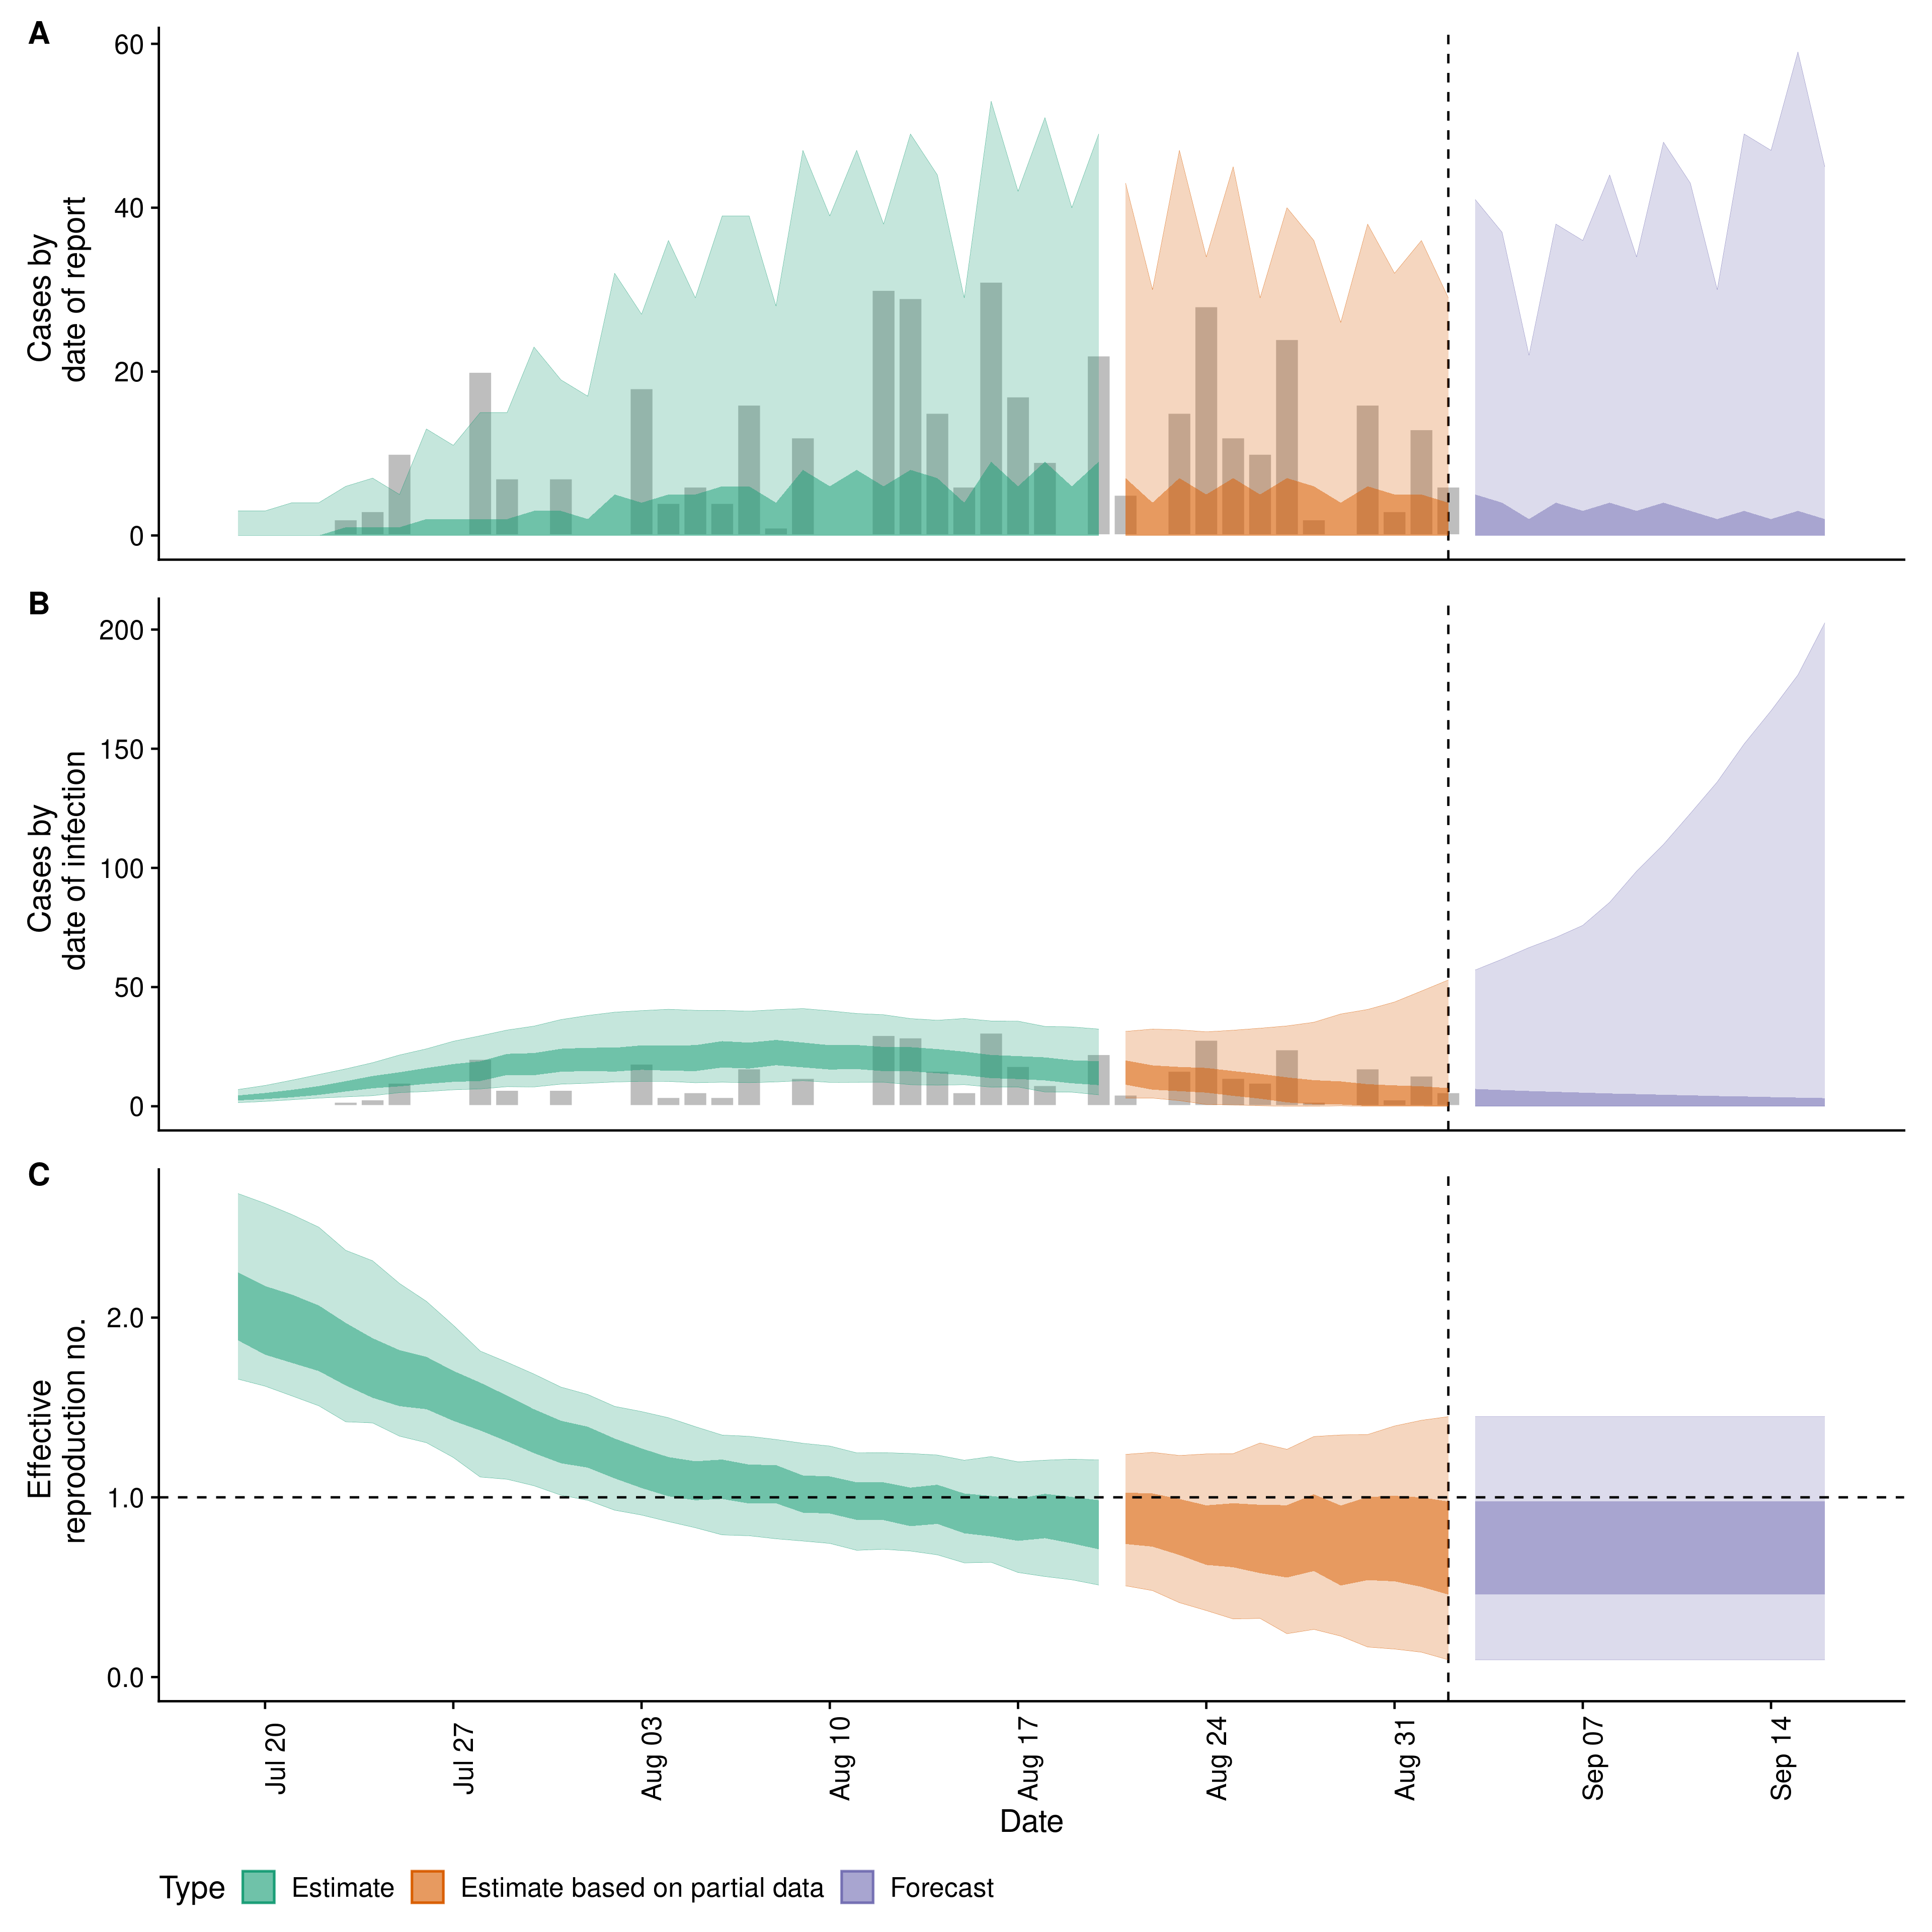 A
60
40
20
0
Cases by
date of report
B
200
150
100
50
0
Cases by
date of infection
C
2.0
1.0
0.0
Effective
reproduction no.
Jul 20
Jul 27
Aug 03
Aug 10
Aug 17
Aug 24
Aug 31
Sep 07
Sep 14
Date
Type Estimate Estimate based on partial data Forecast